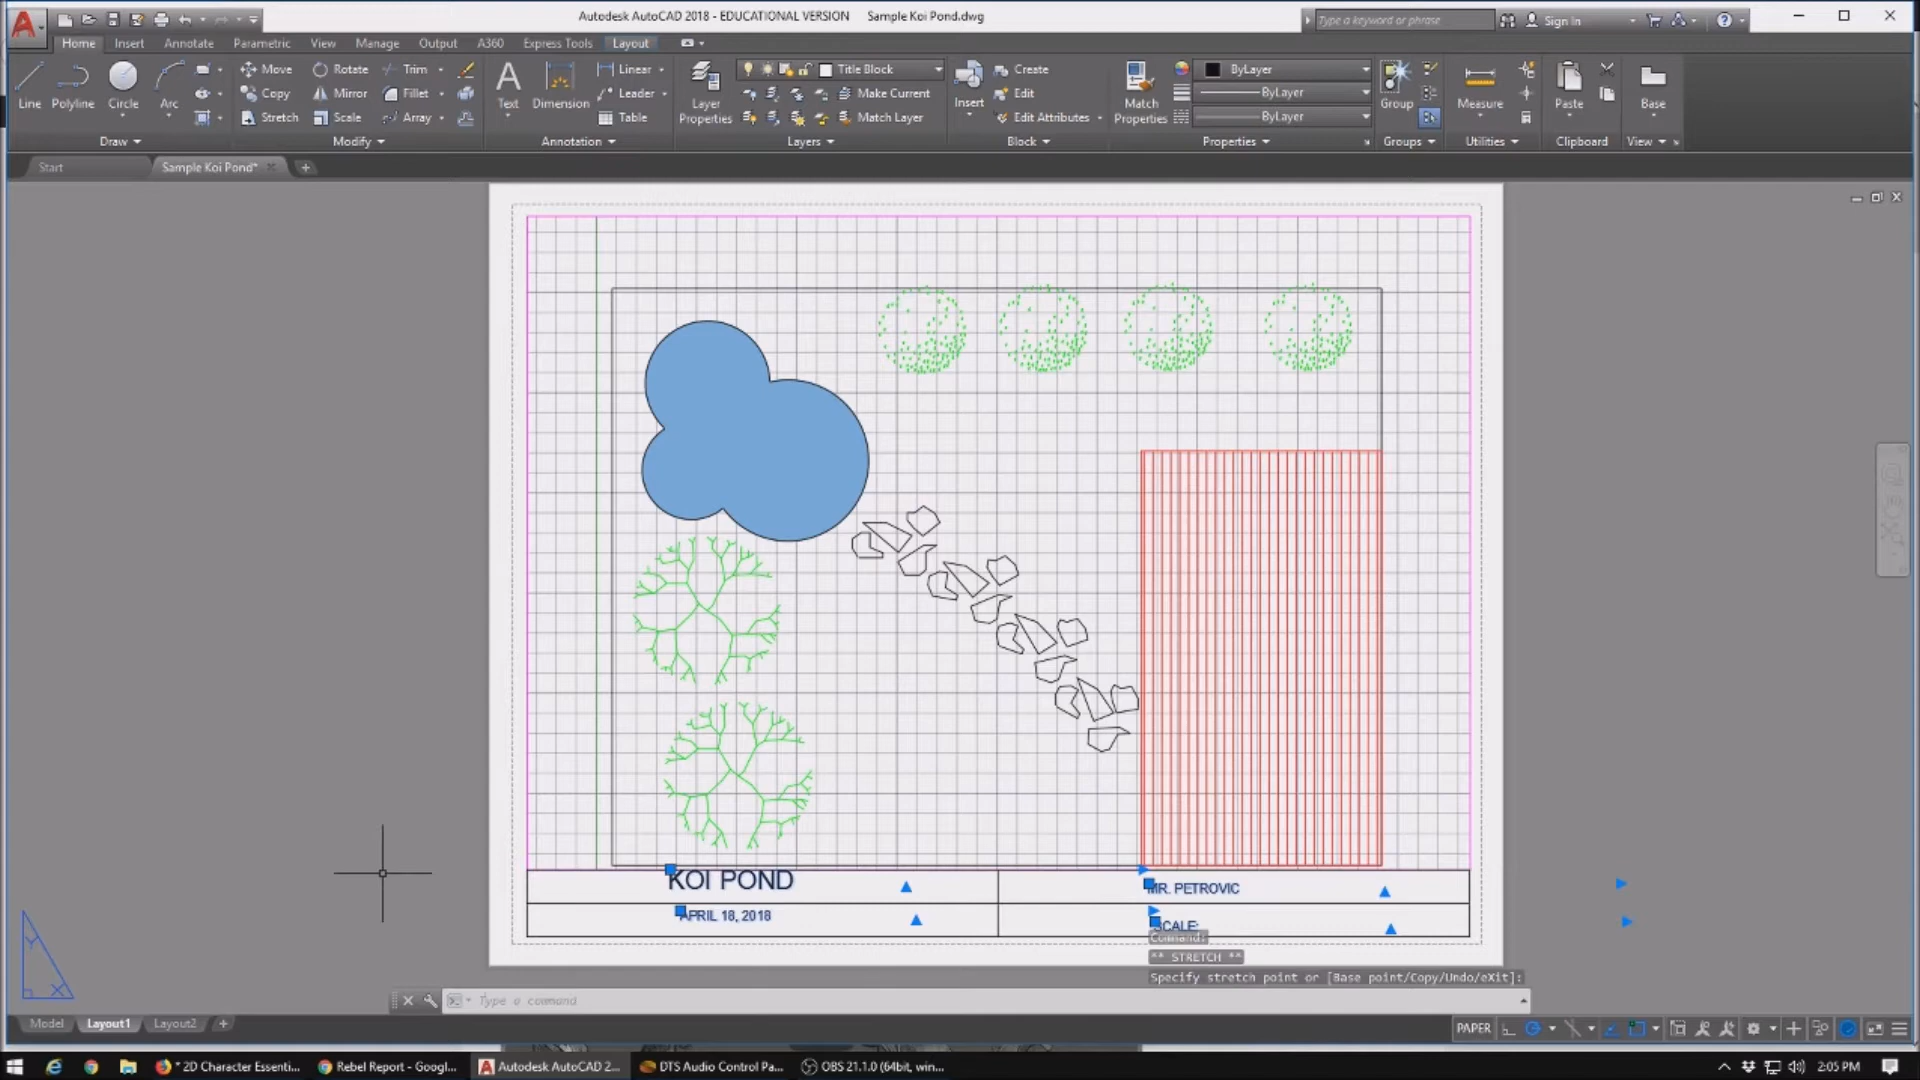 Autodesk AutoCAD 2018 - EDUCATIONAL VERSION Sample Koi Pond.dwg
Type a keyword or phrase
Sign In
Home Insert Annotate Parametric View Manage Output A360 Express Tools Layout
Line Polyline Circle Arc
Move Rotate Trim
Copy Mirror Fillet
Stretch Scale Array
Text Dimension
Linear
Leader
Table
Layer Properties
Title Block
Make Current
Match Layer
Insert
Create
Edit
Edit Attributes
Match Properties
ByLayer
ByLayer
ByLayer
Group
Measure
Paste
Base
Draw Modify Annotation Layers Block Properties Groups Utilities Clipboard View
Start Sample Koi Pond*
KOI POND
MR. PETROVIC
APRIL 18, 2018
SCALE:
Command:
** STRETCH **
Specify stretch point or [Base point/Copy/Undo/eXit]:
Type a command
Y
X
Model Layout1 Layout2
PAPER
* 2D Character Essenti...
Rebel Report - Googl...
Autodesk AutoCAD 2...
DTS Audio Control Pa...
OBS 21.1.0 (64bit, win...
2:05 PM